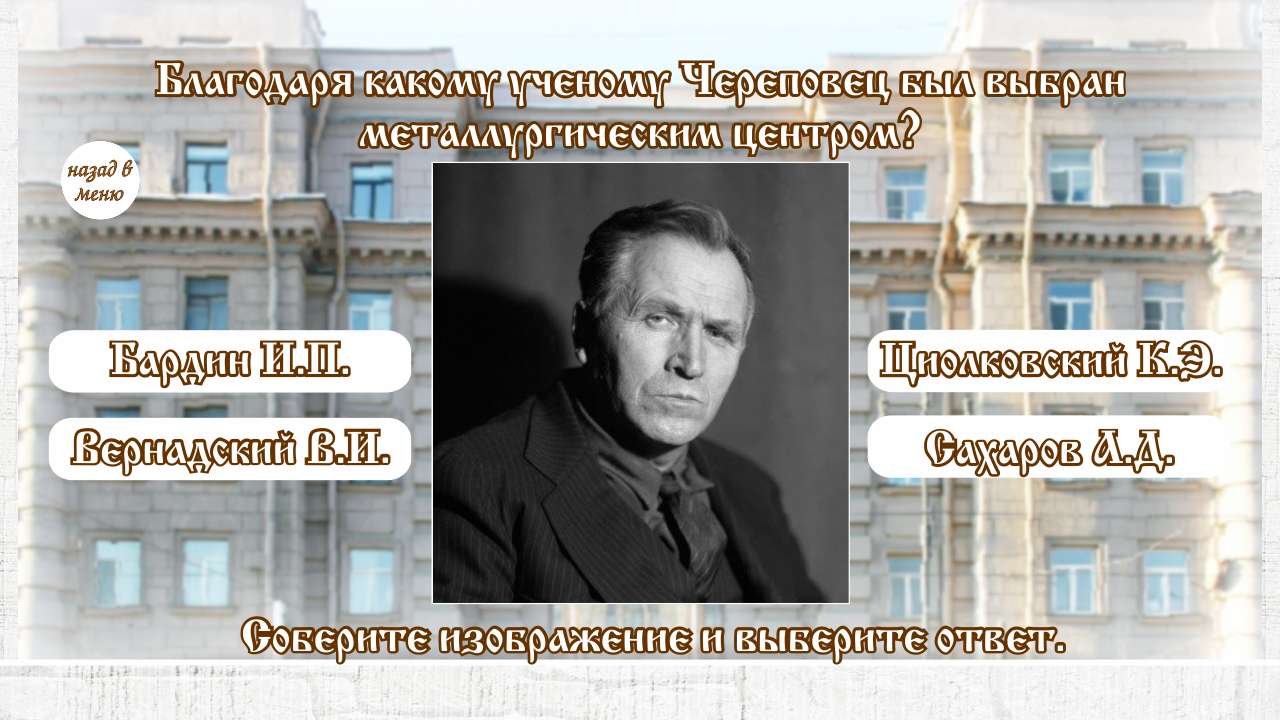 Благодаря какому ученому Череповец был выбран
металлургическим центром?
назад в
меню
Бардин И.П.
Циолковский К.Э.
Вернадский В.И.
Сахаров А.Д.
Соберите изображение и выберите ответ.